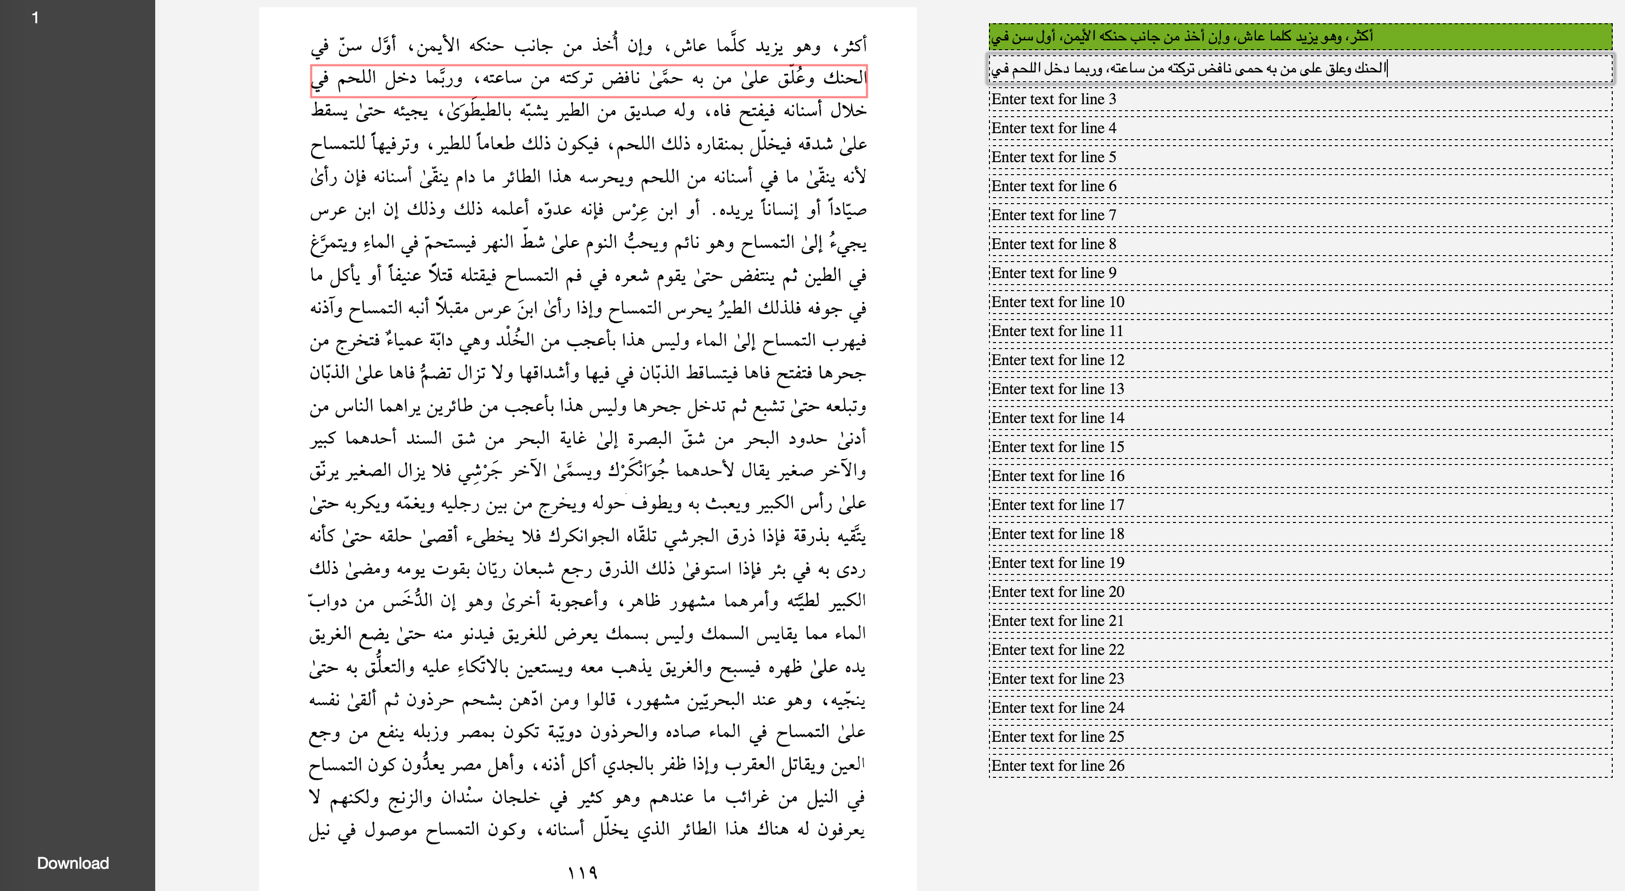 1
Download
أكثر، وهو يزيد كلَّما عاش، وإن أُخذ من جانب حنكه الأيمن، أوَّل سنّ في
الحنك وعُلّق علىٰ من به حمَّىٰ نافض تركته من ساعته، وربَّما دخل اللحم في
خلال أسنانه فيفتح فاه، وله صديق من الطير يشبّه بالطيطَوَىٰ، يجيئه حتىٰ يسقط
علىٰ شدقه فيخلّل بمنقاره ذلك اللحم، فيكون ذلك طعاماً للطير، وترفيهاً للتمساح
لأنه ينقّىٰ ما في أسنانه من اللحم ويحرسه هذا الطائر ما دام ينقّىٰ أسنانه فإن رأىٰ
صيّاداً أو إنساناً يريده. أو ابن عِرْس فإنه عدوّه أعلمه ذلك وذلك إن ابن عرس
يجيءُ إلىٰ التمساح وهو نائم ويحبُّ النوم علىٰ شطّ النهر فيستحمّ في الماءِ ويتمرَّغ
في الطين ثم ينتفض حتىٰ يقوم شعره في فم التمساح فيقتله قتلاً عنيفاً أو يأكل ما
في جوفه فلذلك الطيرُ يحرس التمساح وإذا رأىٰ ابنَ عرس مقبلاً أنبه التمساح وآذنه
فيهرب التمساح إلىٰ الماء وليس هذا بأعجب من الخُلْد وهي دابّة عمياءُ فتخرج من
جحرها فتفتح فاها فيتساقط الذبّان في فيها وأشداقها ولا تزال تضمُّ فاها علىٰ الذبّان
وتبلعه حتىٰ تشبع ثم تدخل جحرها وليس هذا بأعجب من طائرين يراهما الناس من
أدنىٰ حدود البحر من شقّ البصرة إلىٰ غاية البحر من شق السند أحدهما كبير
والآخر صغير يقال لأحدهما جُوَانْكَرْك ويسمَّىٰ الآخر جَرْشِي فلا يزال الصغير يرنّق
علىٰ رأس الكبير ويعبث به ويطوف حوله ويخرج من بين رجليه ويغمّه ويكربه حتىٰ
يتَّقيه بذرقة فإذا ذرق الجرشي تلقّاه الجوانكرك فلا يخطىء أقصىٰ حلقه حتىٰ كأنه
ردى به في بئر فإذا استوفىٰ ذلك الذرق رجع شبعان ريّان بقوت يومه ومضىٰ ذلك
الكبير لطيَّته وأمرهما مشهور ظاهر، وأعجوبة أخرىٰ وهو إن الدُّخَس من دوابّ
الماء مما يقايس السمك وليس بسمك يعرض للغريق فيدنو منه حتىٰ يضع الغريق
يده علىٰ ظهره فيسبح والغريق يذهب معه ويستعين بالاتّكاءِ عليه والتعلُّق به حتىٰ
ينجّيه، وهو عند البحريّين مشهور، قالوا ومن ادّهن بشحم حرذون ثم ألقىٰ نفسه
علىٰ التمساح في الماء صاده والحرذون دويّبة تكون بمصر وزبله ينفع من وجع
العين ويقاتل العقرب وإذا ظفر بالجدي أكل أذنه، وأهل مصر يعدُّون كون التمساح
في النيل من غرائب ما عندهم وهو كثير في خلجان سنْدان والزنج ولكنهم لا
يعرفون له هناك هذا الطائر الذي يخلّل أسنانه، وكون التمساح موصول في نيل
١١٩
أكثر، وهو يزيد كلما عاش، وإن أخذ من جانب حنكه الأيمن، أول سن في
الحنك وعلق على من به حمى نافض تركته من ساعته، وربما دخل اللحم في
Enter text for line 3
Enter text for line 4
Enter text for line 5
Enter text for line 6
Enter text for line 7
Enter text for line 8
Enter text for line 9
Enter text for line 10
Enter text for line 11
Enter text for line 12
Enter text for line 13
Enter text for line 14
Enter text for line 15
Enter text for line 16
Enter text for line 17
Enter text for line 18
Enter text for line 19
Enter text for line 20
Enter text for line 21
Enter text for line 22
Enter text for line 23
Enter text for line 24
Enter text for line 25
Enter text for line 26